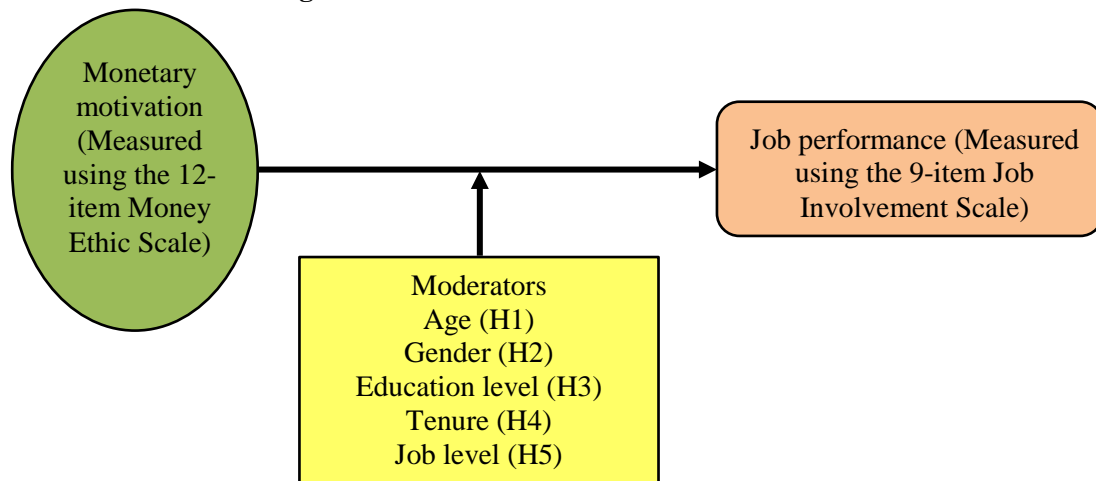 Monetary
motivation
(Measured
using the 12-
item Money
Ethic Scale)
Job performance (Measured
using the 9-item Job
Involvement Scale)
Moderators
Age (H1)
Gender (H2)
Education level (H3)
Tenure (H4)
Job level (H5)